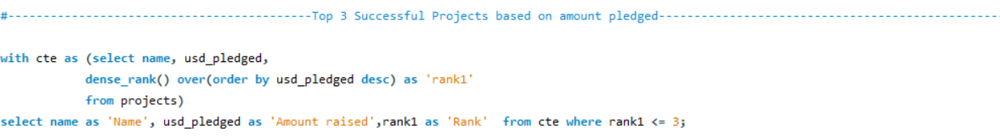 #------------------------------------------Top 3 Successful Projects based on amount pledged-----------------------------------------------
with cte as (select name, usd_pledged,
dense_rank() over(order by usd_pledged desc) as 'rank1'
from projects)
select name as 'Name', usd_pledged as 'Amount raised',rank1 as 'Rank'  from cte where rank1 <= 3;